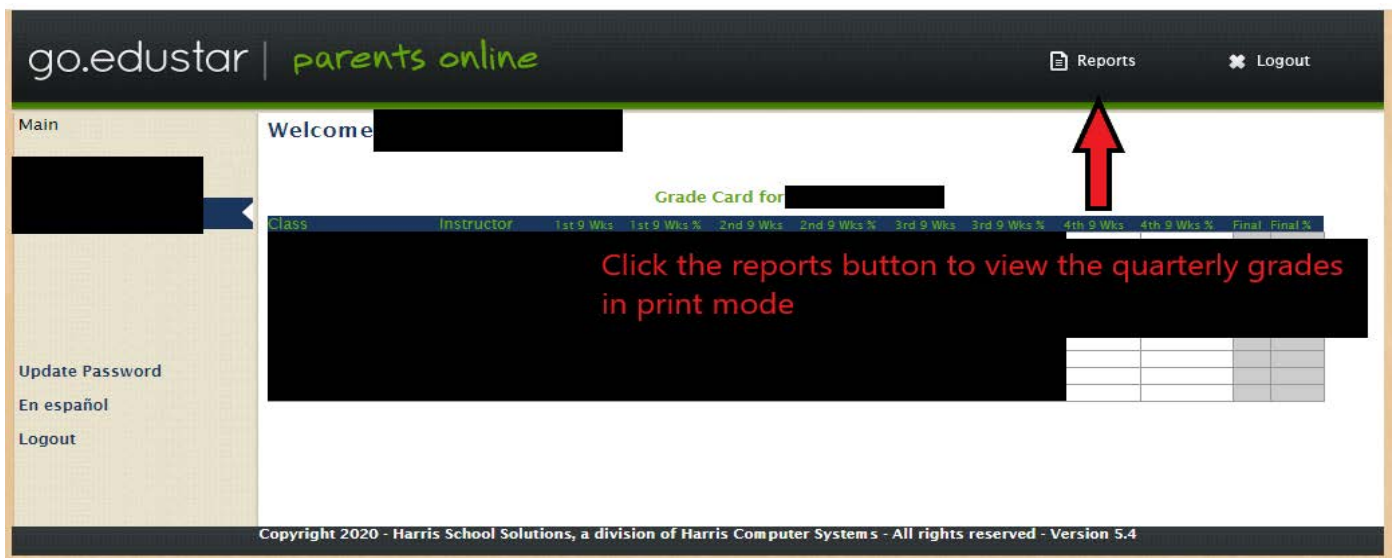 go.edustar | parents online
Reports
Logout
Main
Welcome
Grade Card for
Class Instructor 1st 9 Wks 1st 9 Wks % 2nd 9 Wks 2nd 9 Wks % 3rd 9 Wks 3rd 9 Wks % 4th 9 Wks 4th 9 Wks % Final Final %
Click the reports button to view the quarterly grades
in print mode
Update Password
En español
Logout
Copyright 2020 - Harris School Solutions, a division of Harris Computer Systems - All rights reserved - Version 5.4